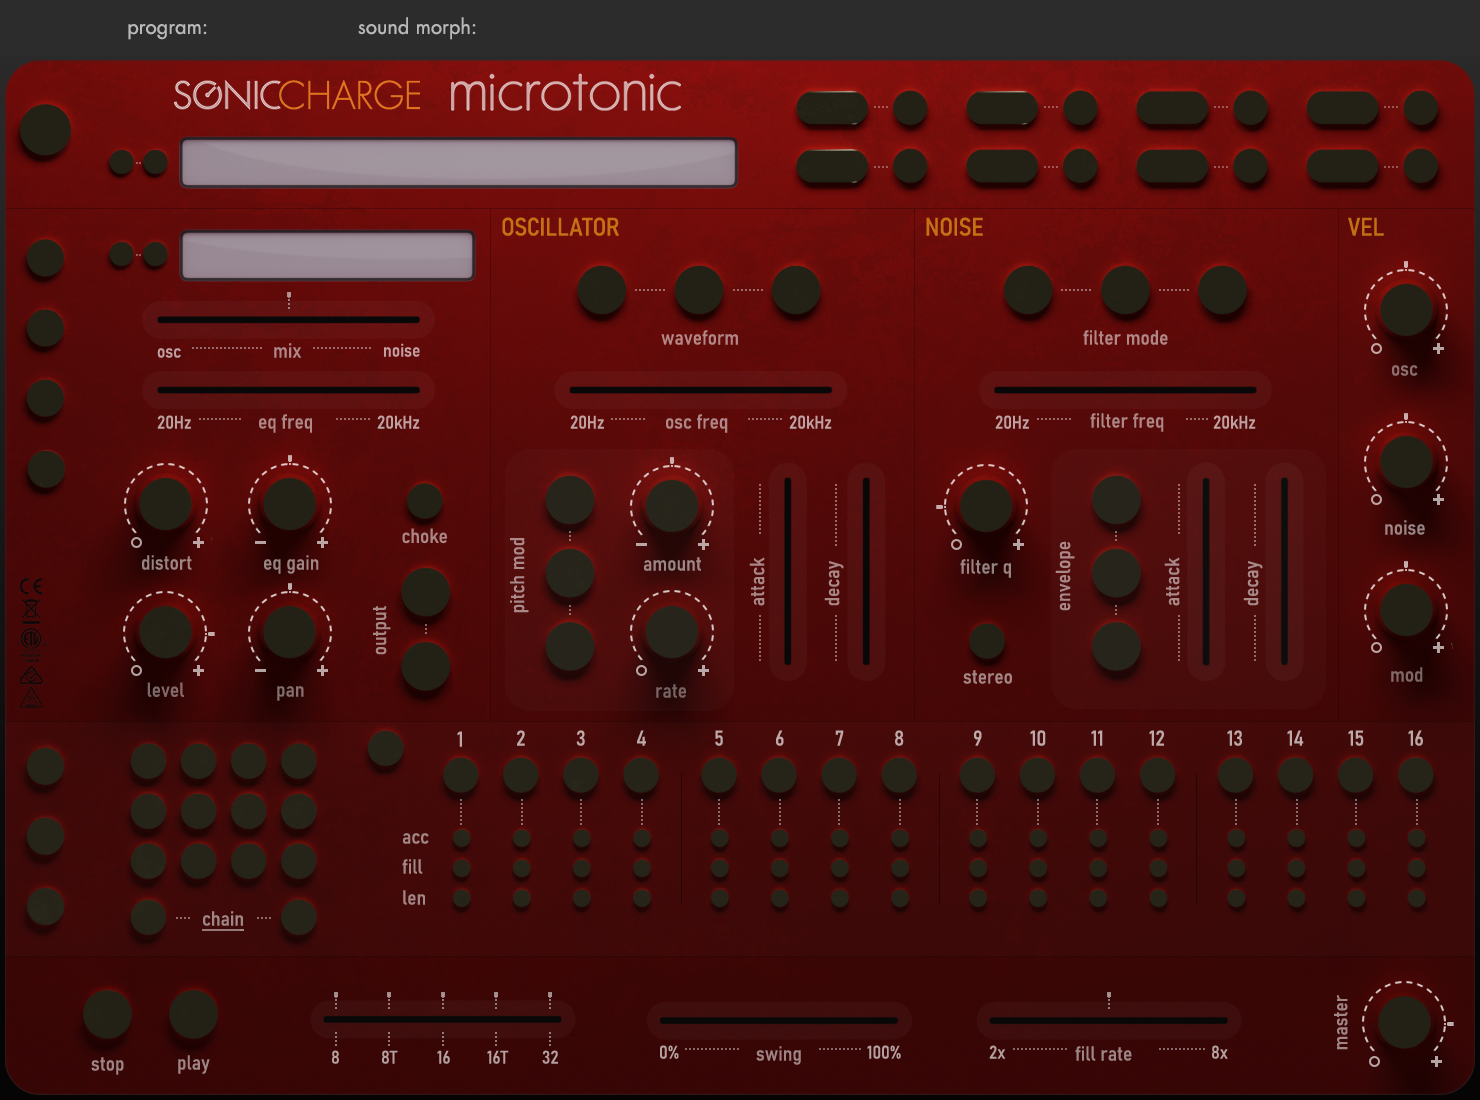 program: sound morph:
SONICCHARGE microtonic
OSCILLATOR NOISE VEL
waveform filter mode
osc mix noise
osc
20Hz eq freq 20kHz 20Hz osc freq 20kHz 20Hz filter freq 20kHz
choke noise
distort eq gain pitch mod amount attack decay filter q envelope attack decay
output
level pan rate stereo mod
1 2 3 4 5 6 7 8 9 10 11 12 13 14 15 16
acc
fill
len
chain
stop play 8 8T 16 16T 32 0% swing 100% 2x fill rate 8x master